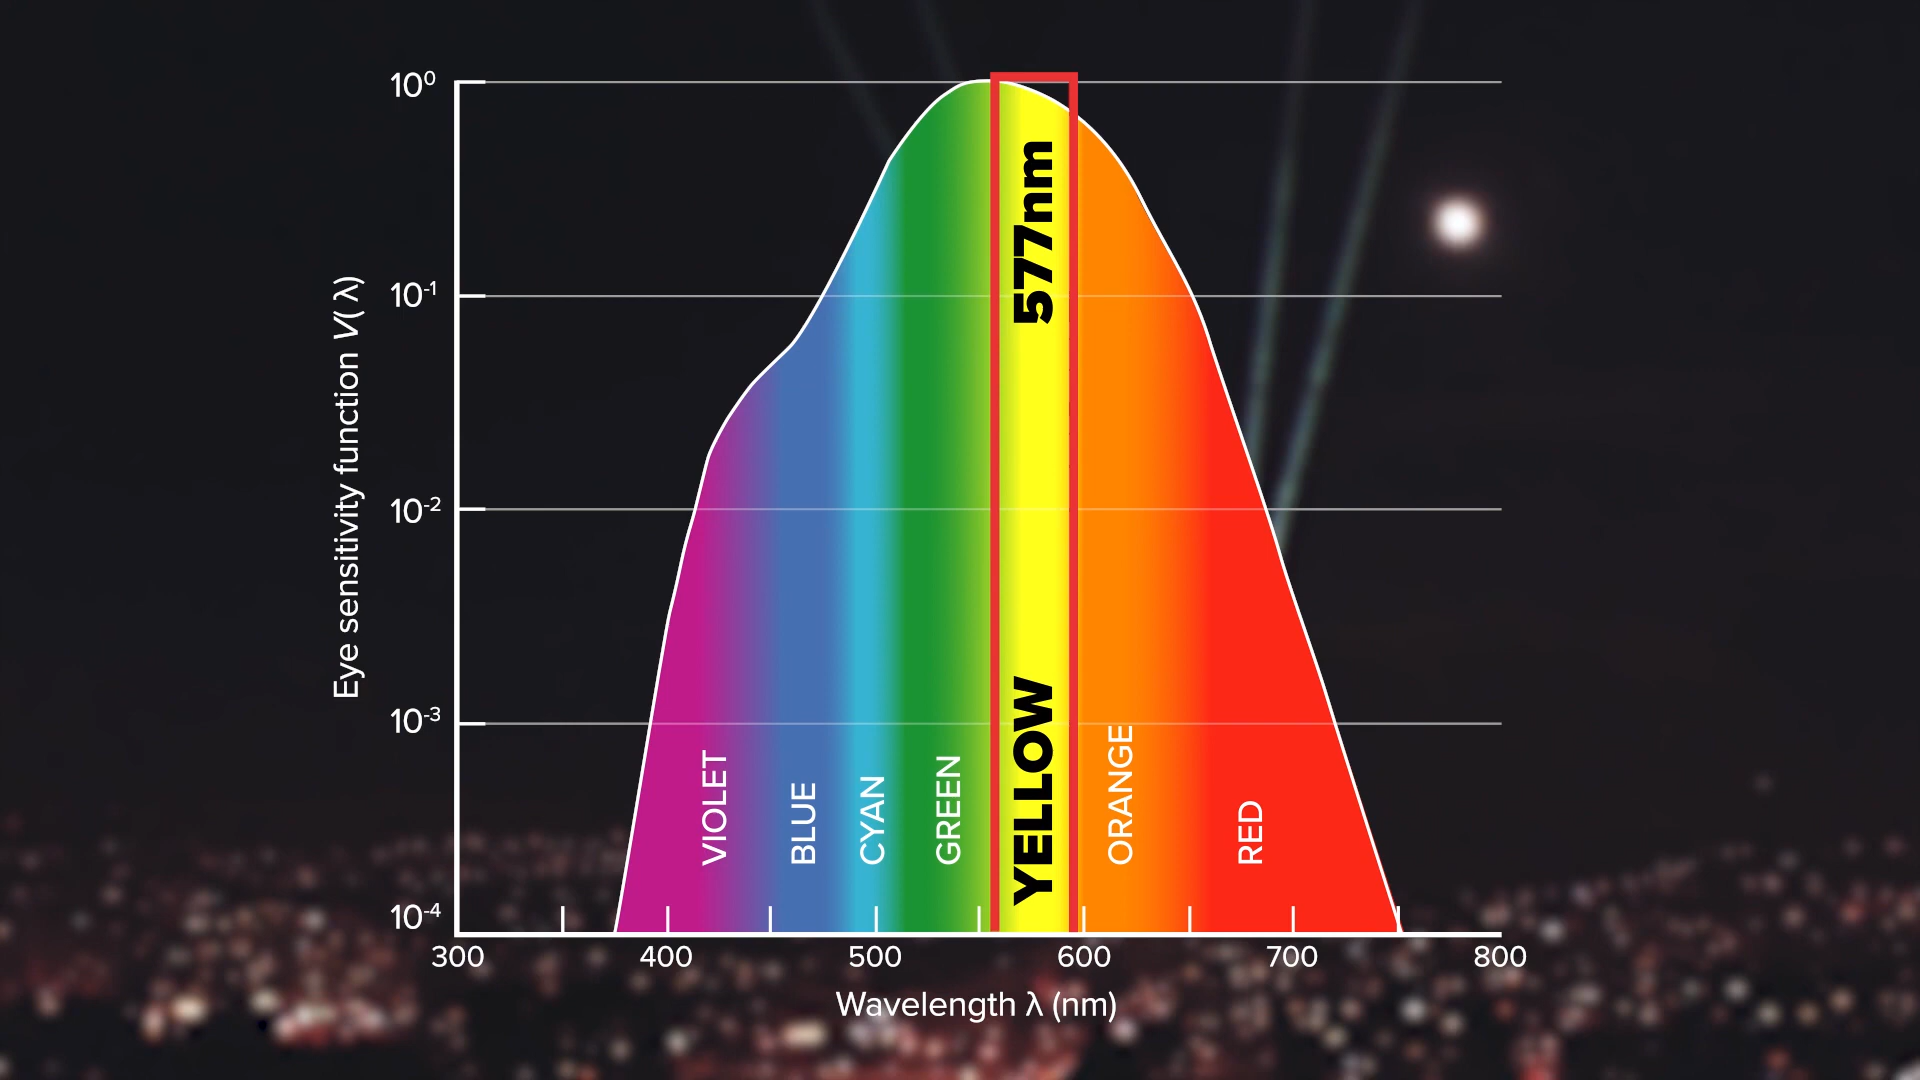 10⁰
10⁻¹
10⁻²
10⁻³
10⁻⁴
Eye sensitivity function V(λ)
577nm
VIOLET
BLUE
CYAN
GREEN
YELLOW
ORANGE
RED
300 400 500 600 700 800
Wavelength λ (nm)